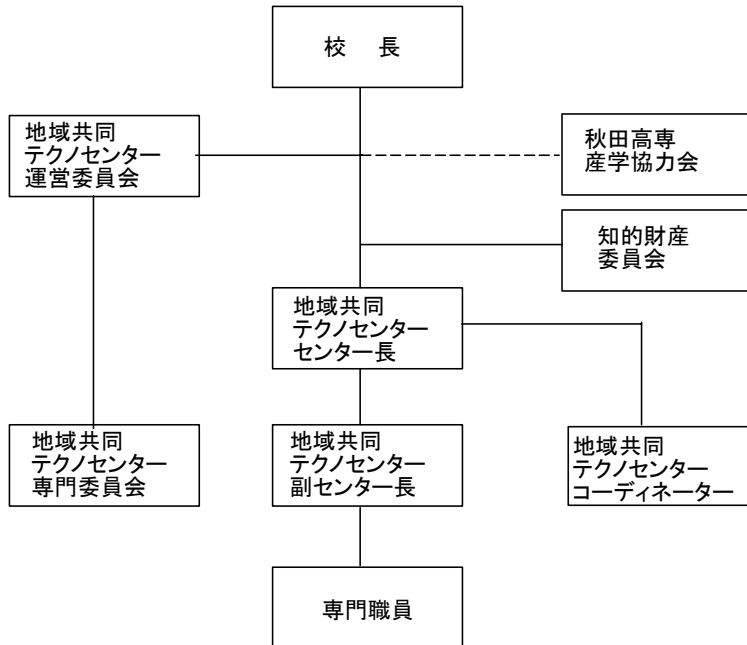 校 長
地域共同
テクノセンター
運営委員会
秋田高専
産学協力会
知的財産
委員会
地域共同
テクノセンター
センター長
地域共同
テクノセンター
専門委員会
地域共同
テクノセンター
副センター長
地域共同
テクノセンター
コーディネーター
専門職員